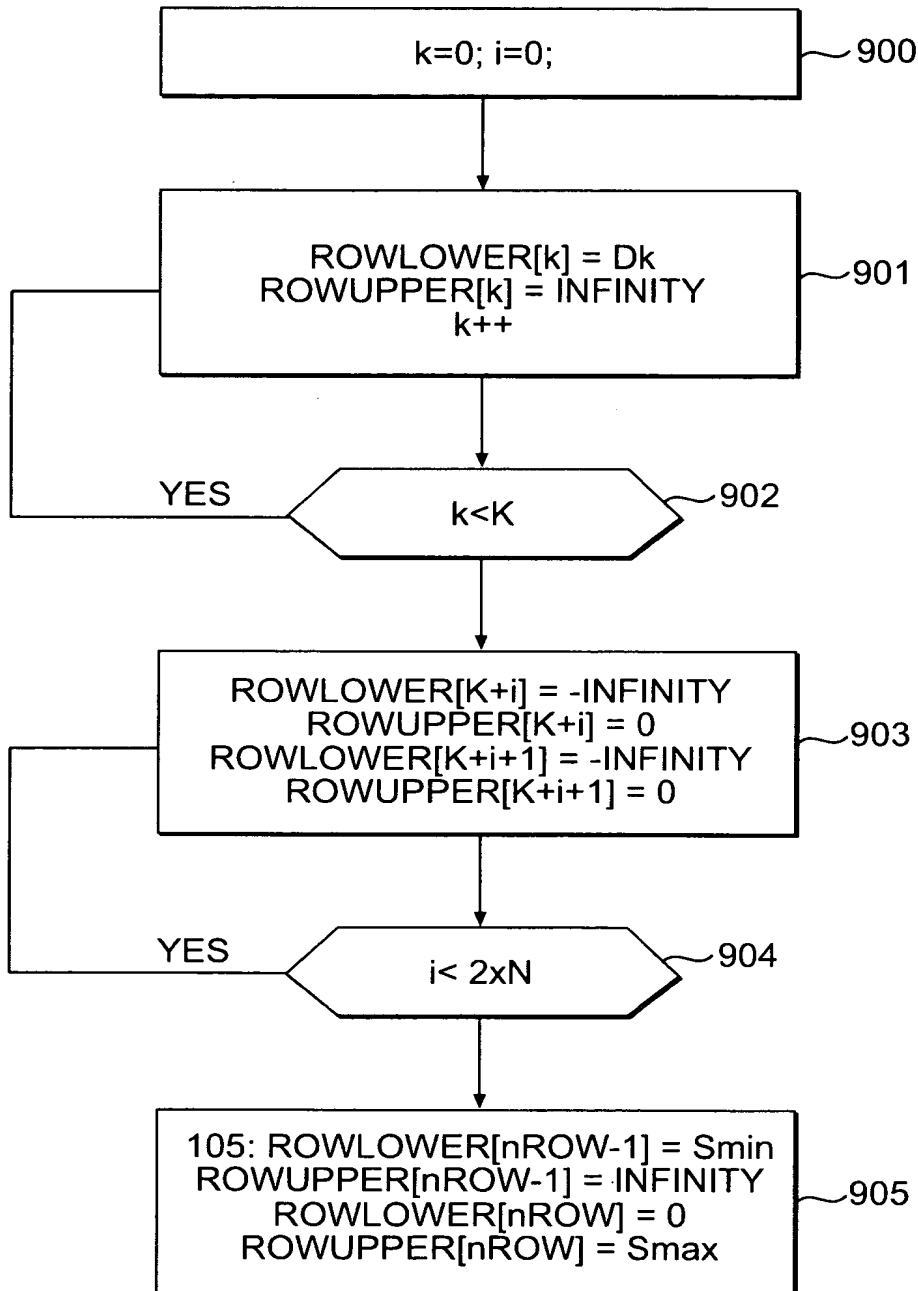 k=0; i=0;
900
ROWLOWER[k] = Dk
ROWUPPER[k] = INFINITY
k++
901
YES
k<K
902
ROWLOWER[K+i] = -INFINITY
ROWUPPER[K+i] = 0
ROWLOWER[K+i+1] = -INFINITY
ROWUPPER[K+i+1] = 0
903
YES
i< 2xN
904
105: ROWLOWER[nROW-1] = Smin
ROWUPPER[nROW-1] = INFINITY
ROWLOWER[nROW] = 0
ROWUPPER[nROW] = Smax
905